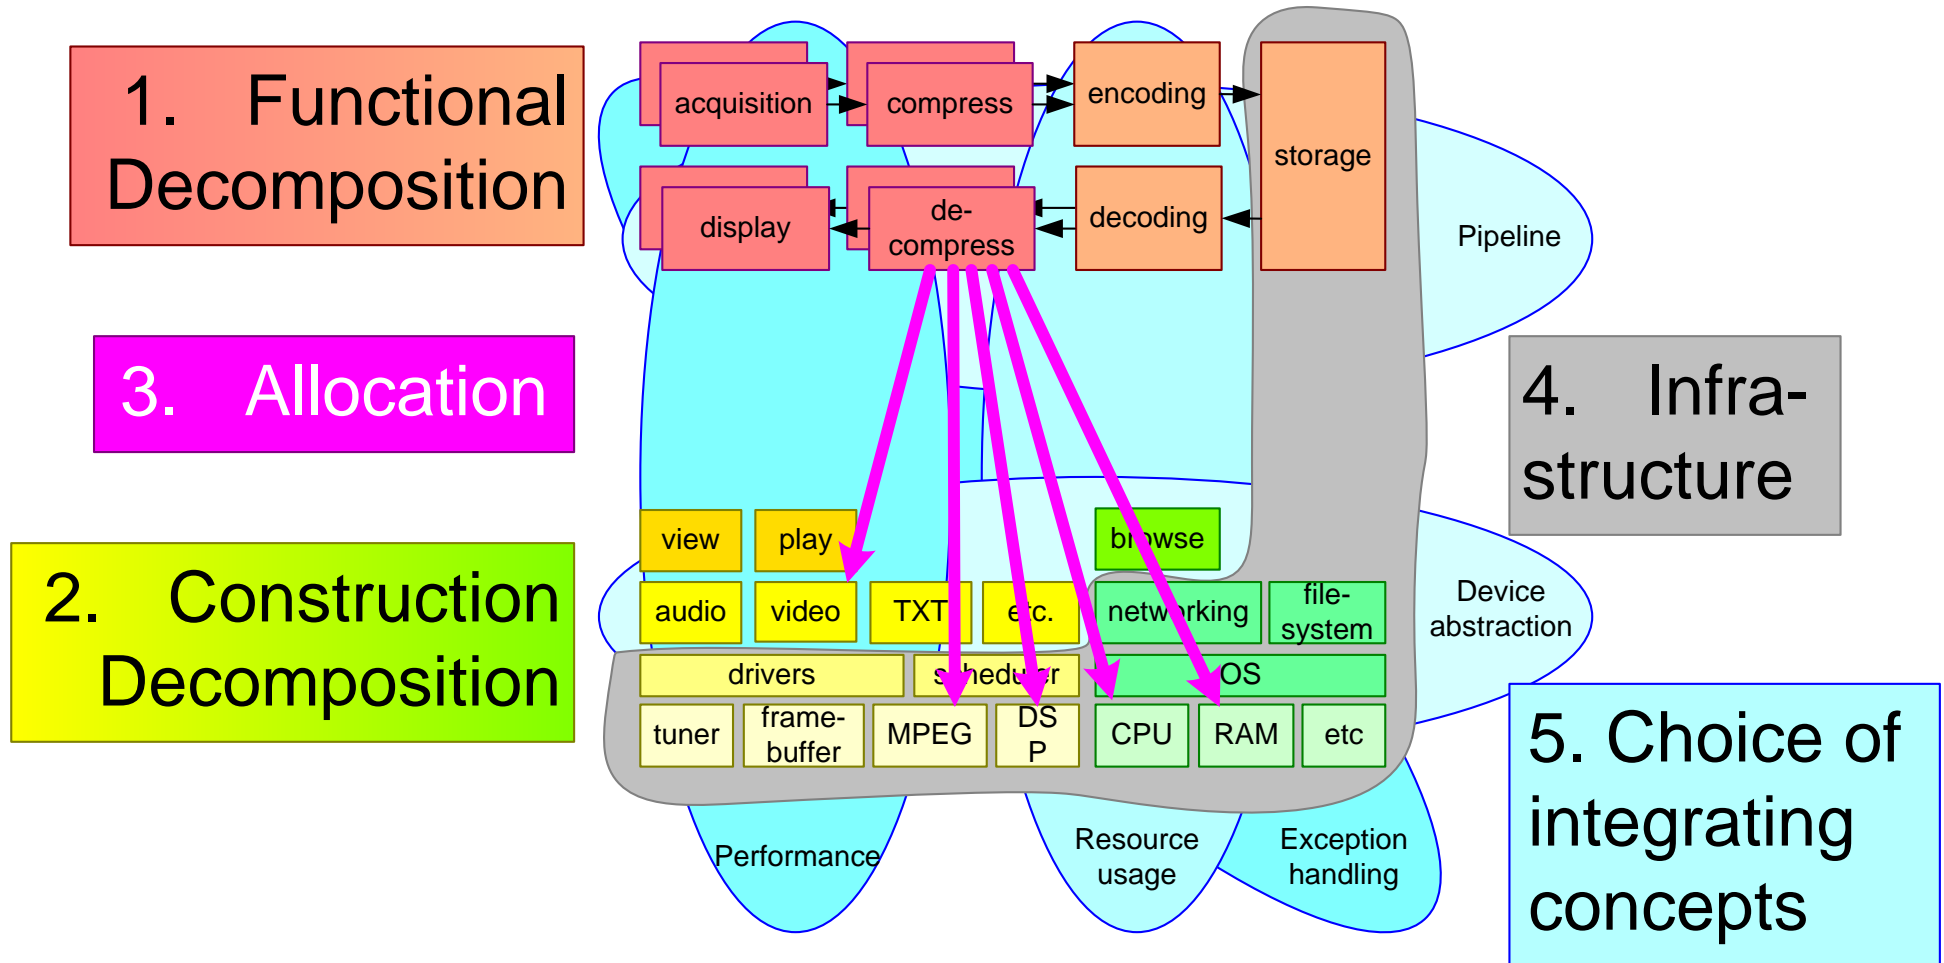 1. Functional
Decomposition
acquisition
compress
encoding
storage
display
de-
compress
decoding
Pipeline
3. Allocation
4. Infra-
structure
2. Construction
Decomposition
view
play
browse
audio
video
TXT
etc.
networking
file-
system
Device
abstraction
drivers
scheduler
OS
tuner
frame-
buffer
MPEG
DS
P
CPU
RAM
etc
5. Choice of
integrating
concepts
Performance
Resource
usage
Exception
handling